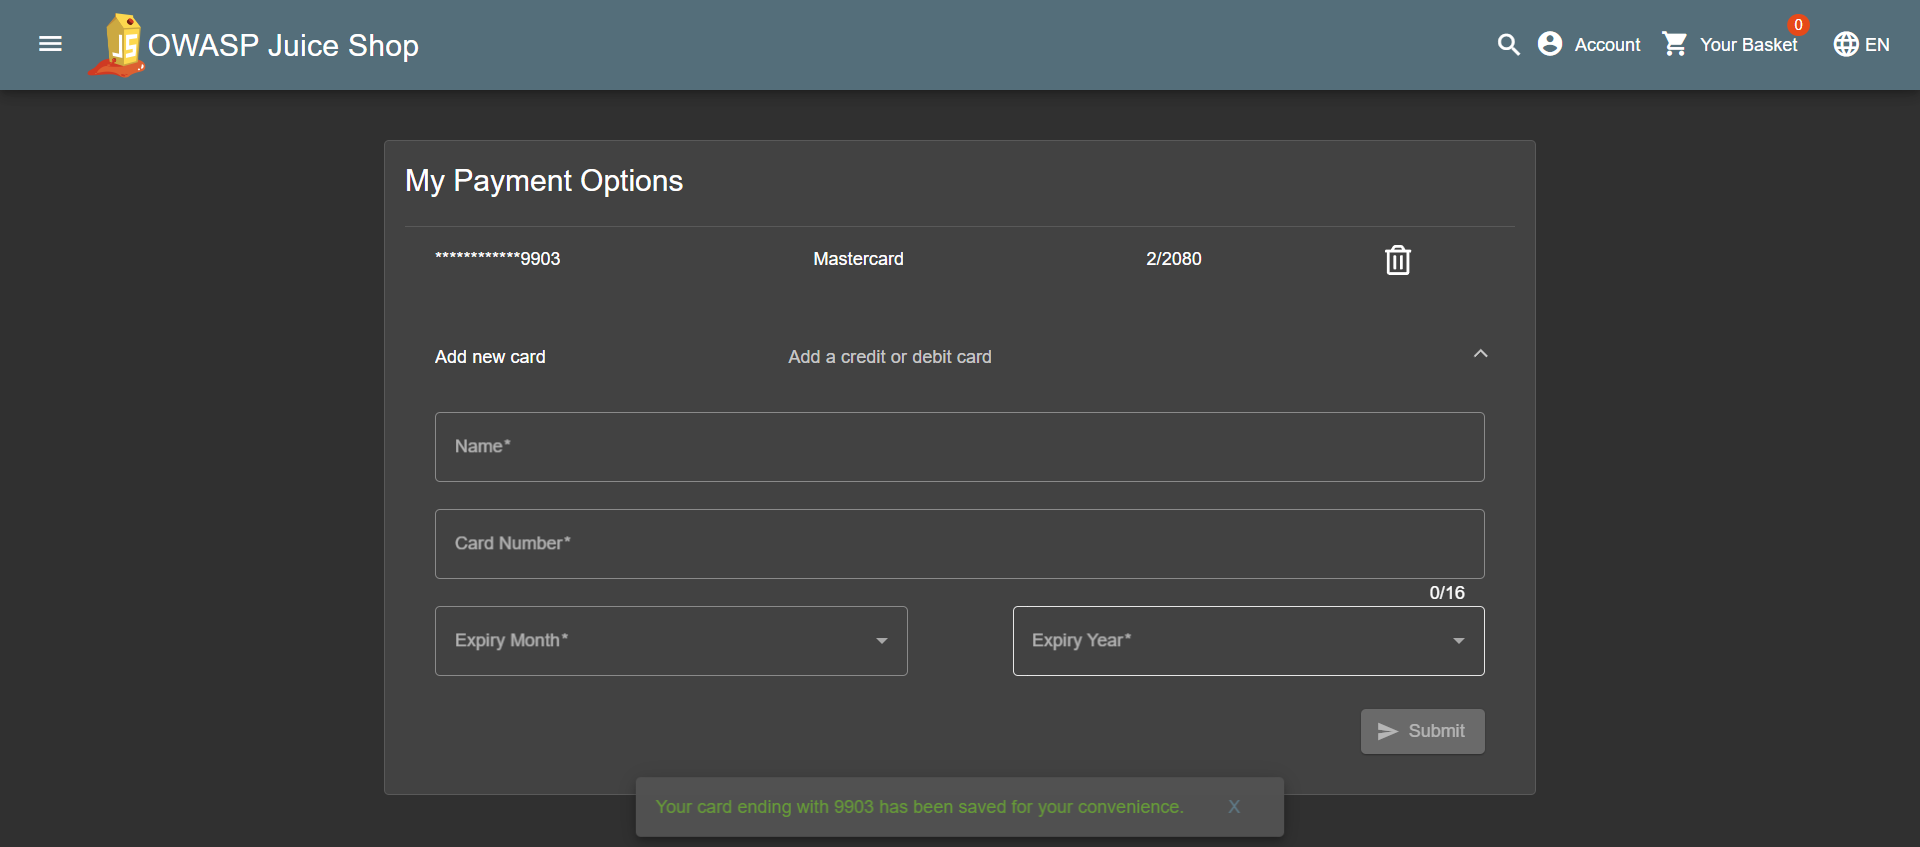 JS OWASP Juice Shop
Account
Your Basket 0
EN
My Payment Options
************9903 Mastercard 2/2080
Add new card Add a credit or debit card
Name*
Card Number*
0/16
Expiry Month* Expiry Year*
Submit
Your card ending with 9903 has been saved for your convenience. X